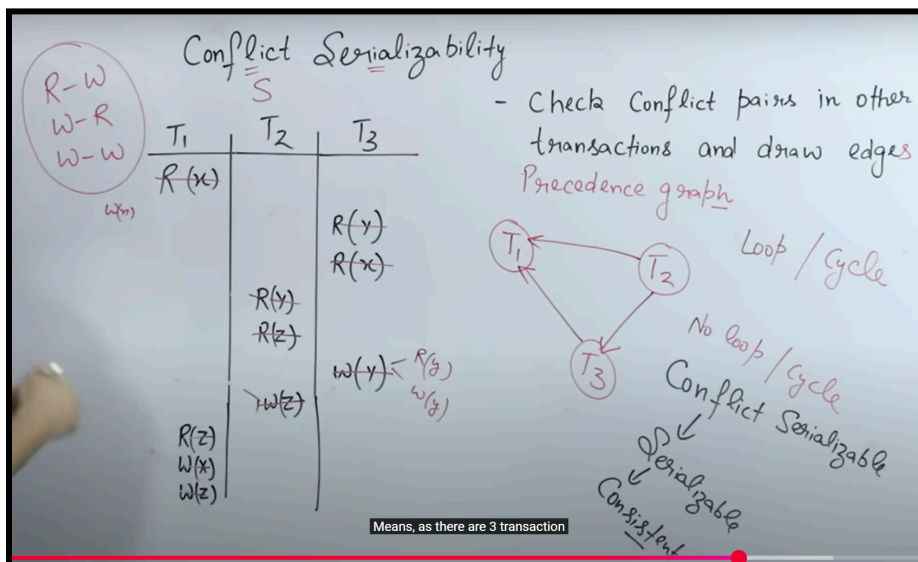 Conflict Serializability
S
R-W
W-R
W-W
T1 T2 T3
R(x)
W(x)
R(y)
R(x)
R(y)
R(z)
W(y) R(y)
W(y)
W(z)
R(z)
W(x)
W(z)
- Check Conflict pairs in other
transactions and draw edges
Precedence graph
T1
T2
T3
Loop / Cycle
No loop / Cycle
Conflict Serializable
Serializable
Consistent
Means, as there are 3 transaction